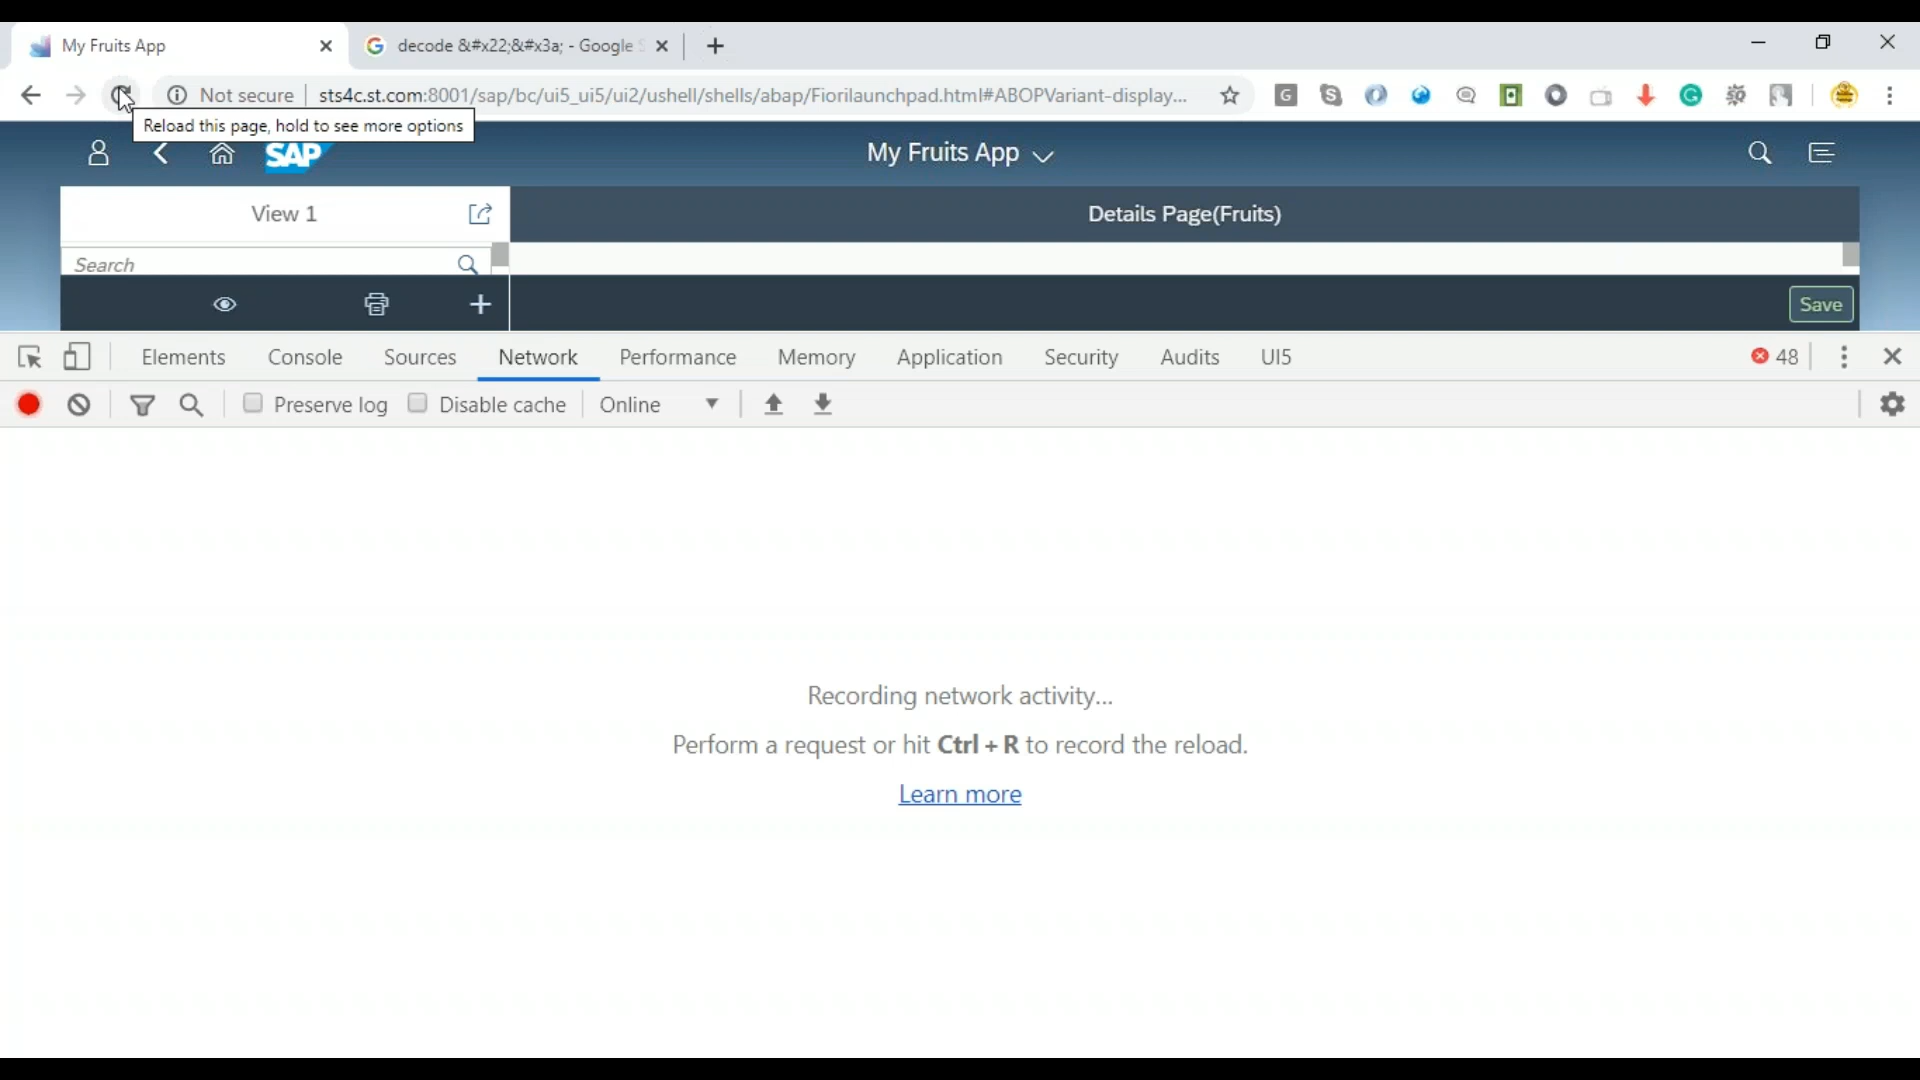 My Fruits App
decode &#x22;&#x3a; - Google
Not secure
sts4c.st.com:8001/sap/bc/ui5_ui5/ui2/ushell/shells/abap/Fiorilaunchpad.html#ABOPVariant-display...
Reload this page, hold to see more options
SAP
My Fruits App
View 1
Details Page(Fruits)
Search
Save
Elements
Console
Sources
Network
Performance
Memory
Application
Security
Audits
UI5
48
Preserve log
Disable cache
Online
Recording network activity...
Perform a request or hit Ctrl + R to record the reload.
Learn more